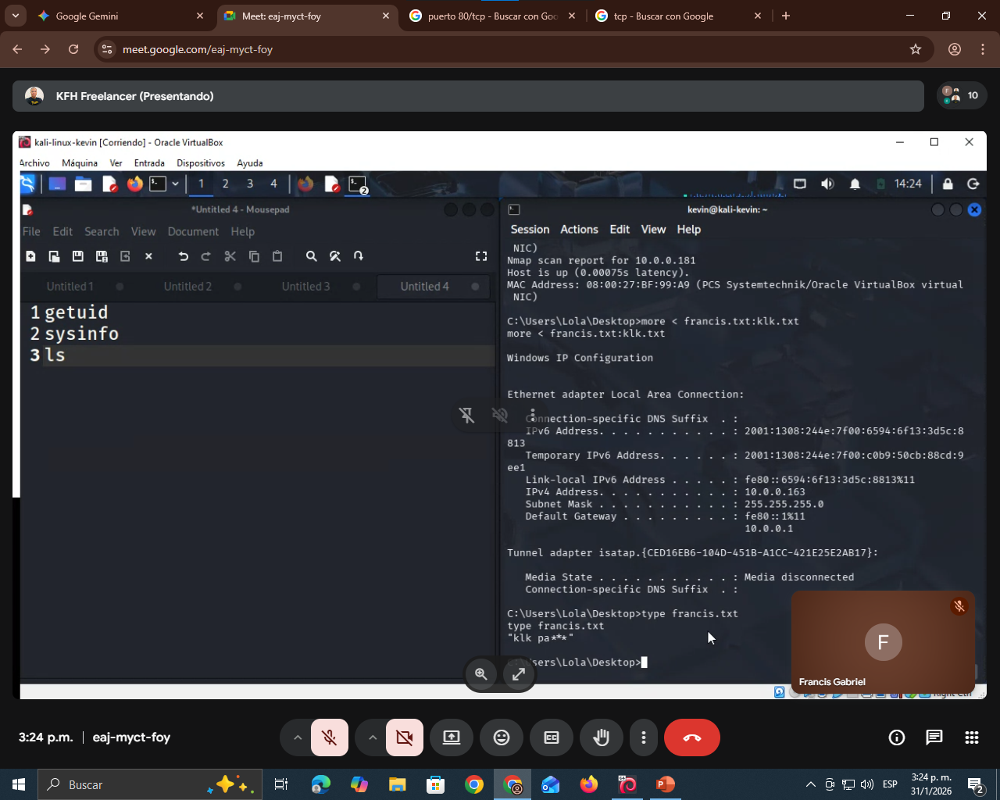 Google Gemini
Meet: eaj-myct-foy
puerto 80/tcp - Buscar con Goo
tcp - Buscar con Google
meet.google.com/eaj-myct-foy
KFH Freelancer (Presentando)
F
10
kali-linux-kevin [Corriendo] - Oracle VirtualBox
Archivo Máquina Ver Entrada Dispositivos Ayuda
1 2 3 4
2
14:24
*Untitled 4 - Mousepad
File Edit Search View Document Help
Untitled 1
Untitled 2
Untitled 3
Untitled 4
1 getuid
2 sysinfo
3 ls
kevin@kali-kevin: ~
Session Actions Edit View Help
NIC)
Nmap scan report for 10.0.0.181
Host is up (0.00075s latency).
MAC Address: 08:00:27:BF:99:A9 (PCS Systemtechnik/Oracle VirtualBox virtual
NIC)
C:\Users\Lola\Desktop>more < francis.txt:klk.txt
more < francis.txt:klk.txt
Windows IP Configuration
Ethernet adapter Local Area Connection:
Connection-specific DNS Suffix . :
IPv6 Address. . . . . . . . . . . : 2001:1308:244e:7f00:6594:6f13:3d5c:8
813
Temporary IPv6 Address. . . . . . : 2001:1308:244e:7f00:c0b9:50cb:88cd:9
ee1
Link-local IPv6 Address . . . . . : fe80::6594:6f13:3d5c:8813%11
IPv4 Address. . . . . . . . . . . : 10.0.0.163
Subnet Mask . . . . . . . . . . . : 255.255.255.0
Default Gateway . . . . . . . . . : fe80::1%11
10.0.0.1
Tunnel adapter isatap.{CED16EB6-104D-451B-A1CC-421E25E2AB17}:
Media State . . . . . . . . . . . : Media disconnected
Connection-specific DNS Suffix . :
C:\Users\Lola\Desktop>type francis.txt
type francis.txt
"klk pa***"
C:\Users\Lola\Desktop>
F
Francis Gabriel
Right Ctrl
3:24 p.m. | eaj-myct-foy
Buscar
ESP
3:24 p. m.
31/1/2026
2